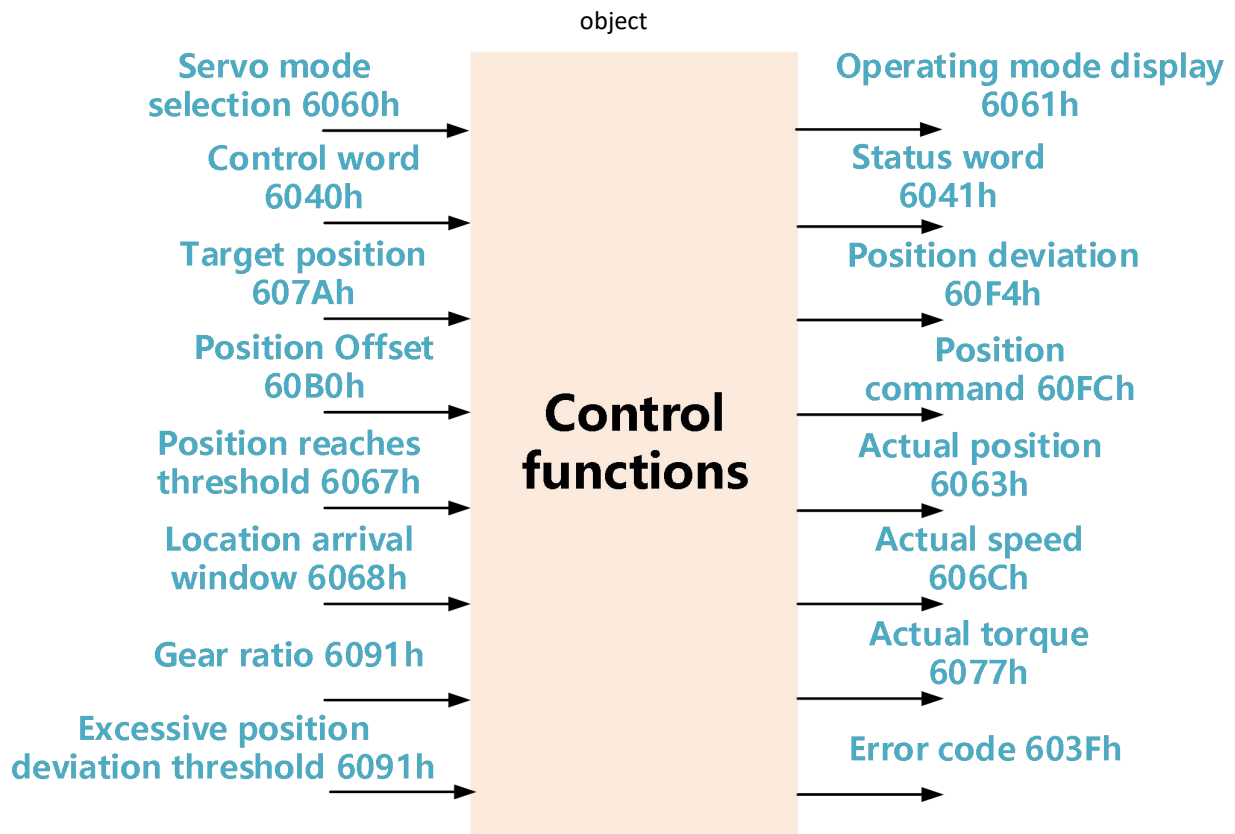 object
Servo mode
selection 6060h
Control word
6040h
Target position
607Ah
Position Offset
60B0h
Position reaches
threshold 6067h
Location arrival
window 6068h
Gear ratio 6091h
Excessive position
deviation threshold 6091h
Control
functions
Operating mode display
6061h
Status word
6041h
Position deviation
60F4h
Position
command 60FCh
Actual position
6063h
Actual speed
606Ch
Actual torque
6077h
Error code 603Fh